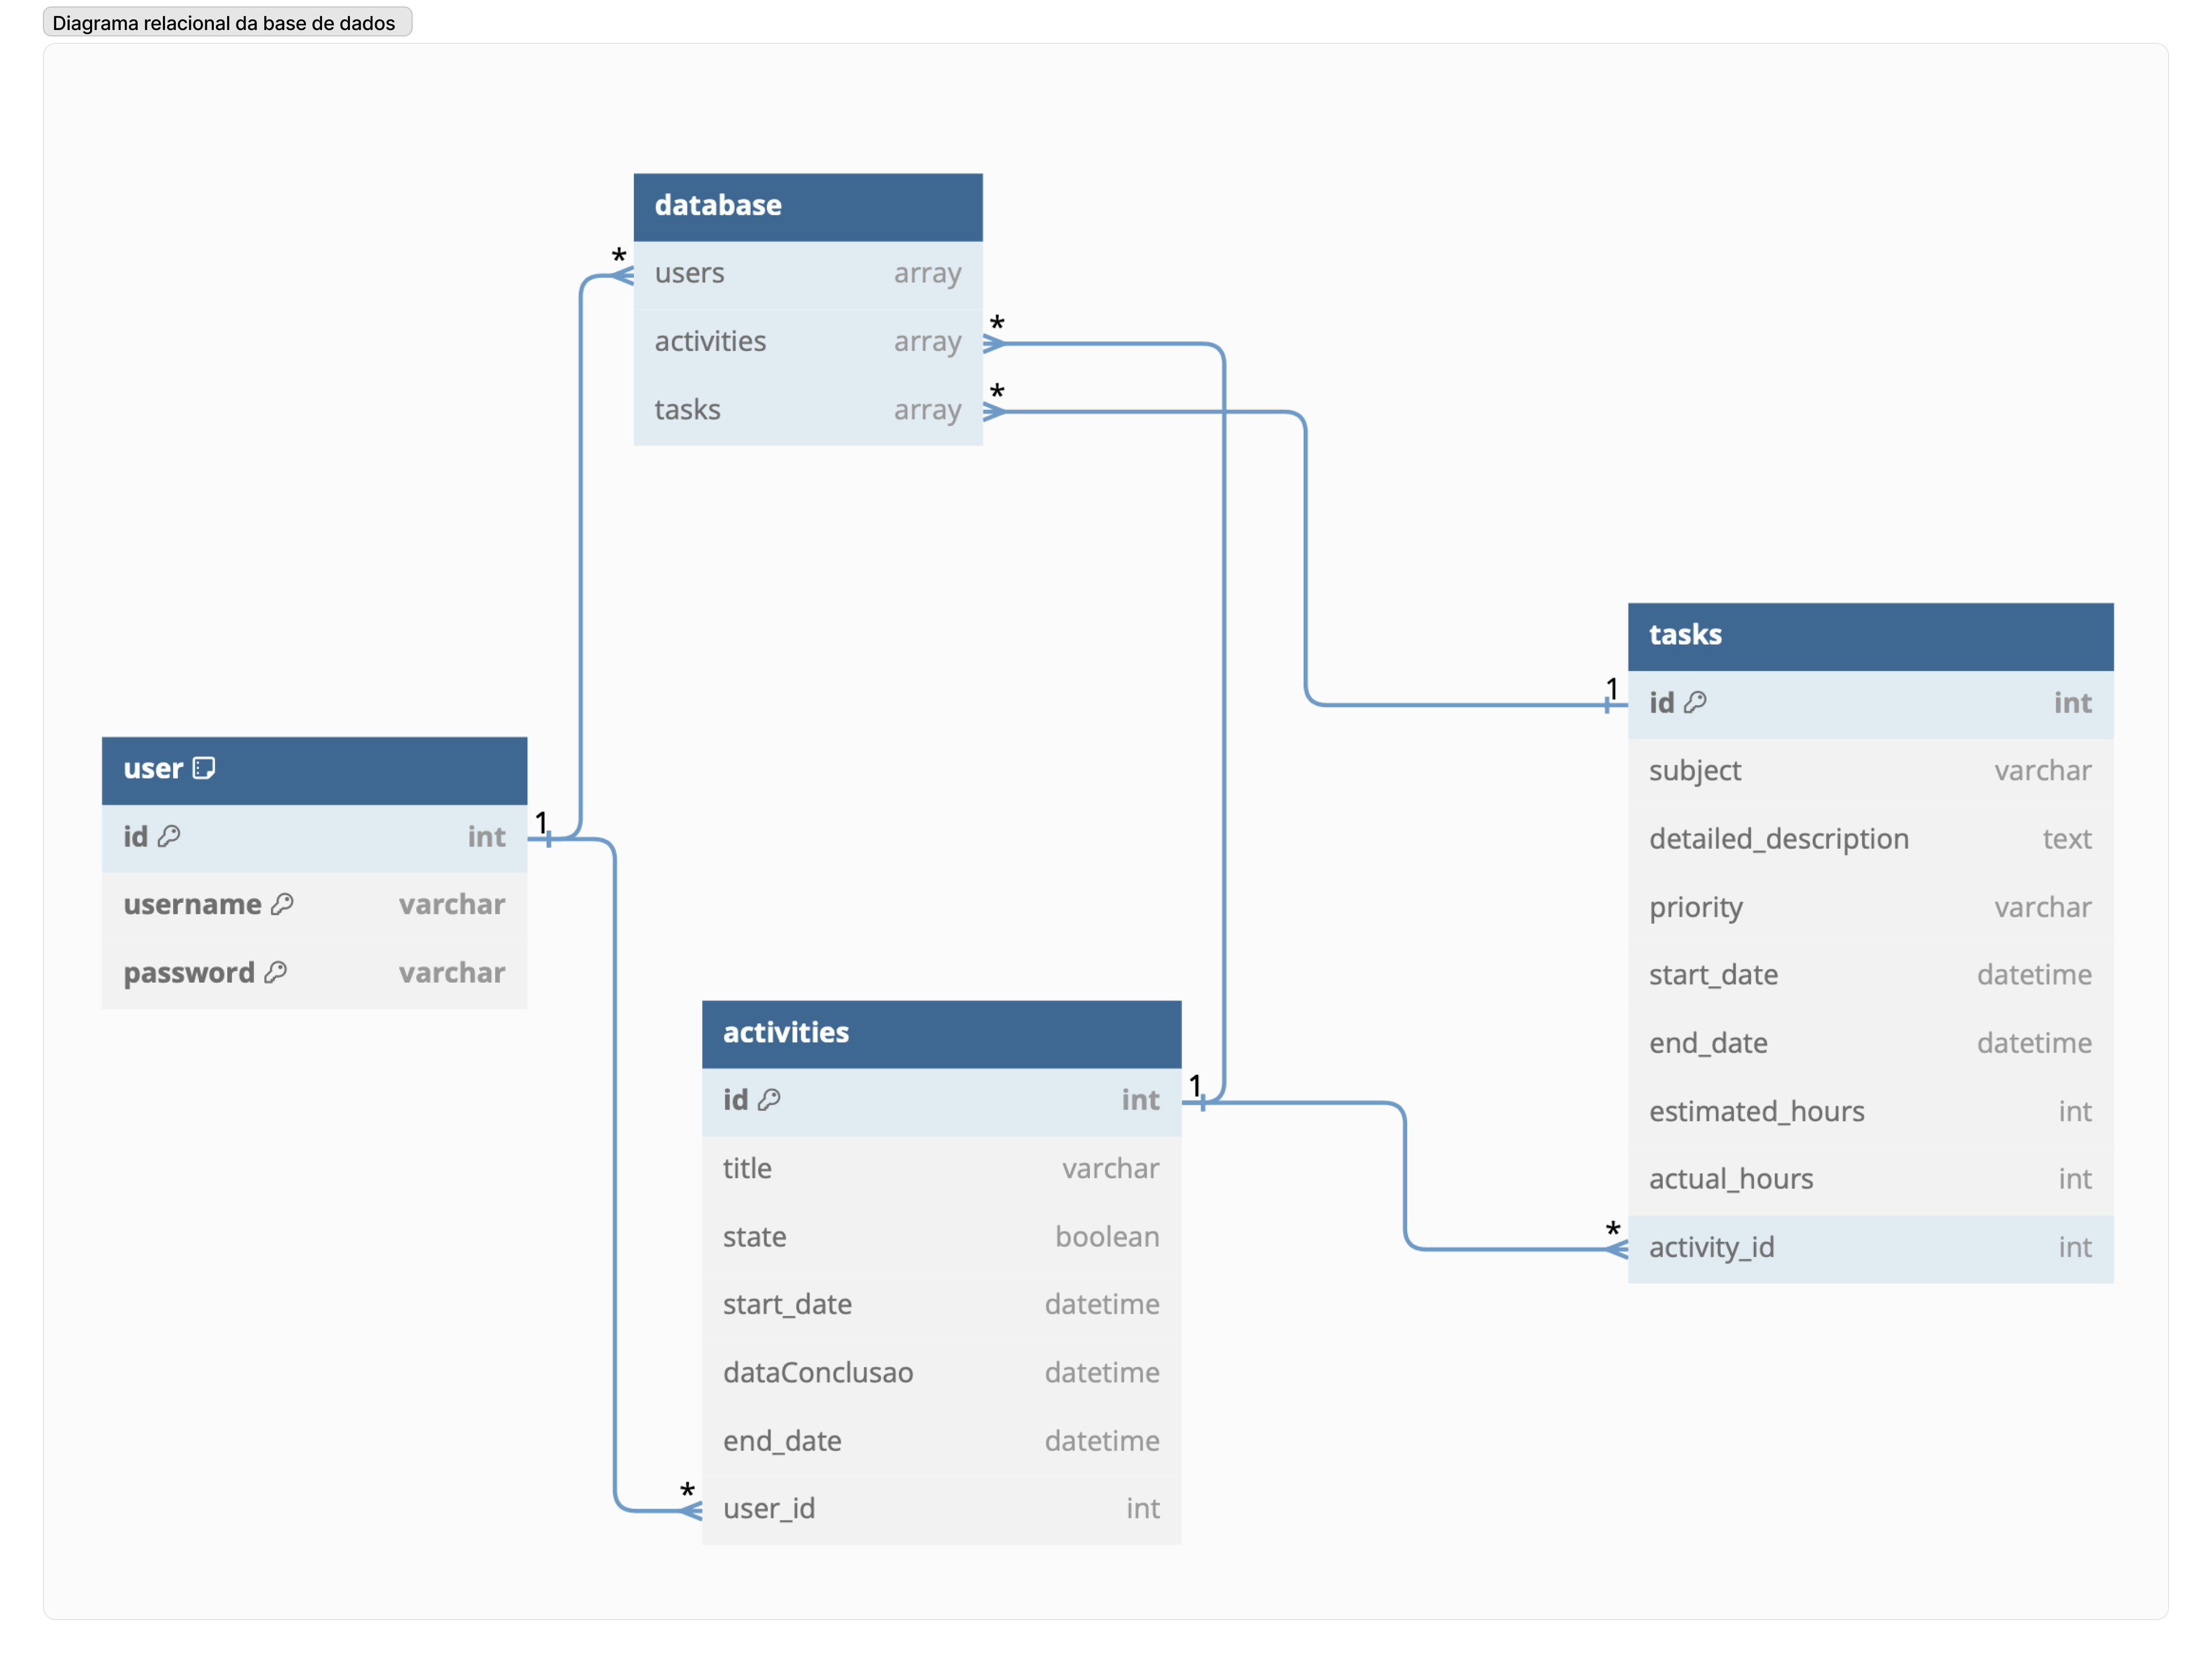 Diagrama relacional da base de dados
database
* users array
activities array *
tasks array *
user
id int 1
username varchar
password varchar
activities
id int 1
title varchar
state boolean
start_date datetime
dataConclusao datetime
end_date datetime
* user_id int
tasks
1 id int
subject varchar
detailed_description text
priority varchar
start_date datetime
end_date datetime
estimated_hours int
actual_hours int
* activity_id int